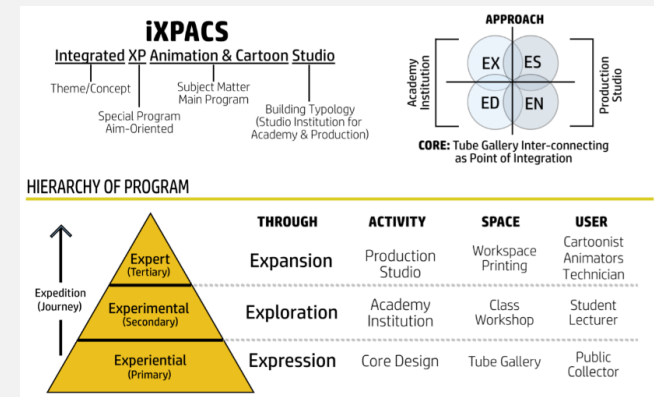 iXPACS
Integrated XP Animation & Cartoon Studio
Theme/Concept
Special Program
Aim-Oriented
Subject Matter
Main Program
Building Typology
(Studio Institution for
Academy & Production)
APPROACH
Academy
Institution
EX
ES
ED
EN
Production
Studio
CORE: Tube Gallery Inter-connecting
as Point of Integration
HIERARCHY OF PROGRAM
Expedition
(Journey)
THROUGH
ACTIVITY
SPACE
USER
Expert
(Tertiary)
Expansion
Production
Studio
Workspace
Printing
Cartoonist
Animators
Technician
Experimental
(Secondary)
Exploration
Academy
Institution
Class
Workshop
Student
Lecturer
Experiential
(Primary)
Expression
Core Design
Tube Gallery
Public
Collector